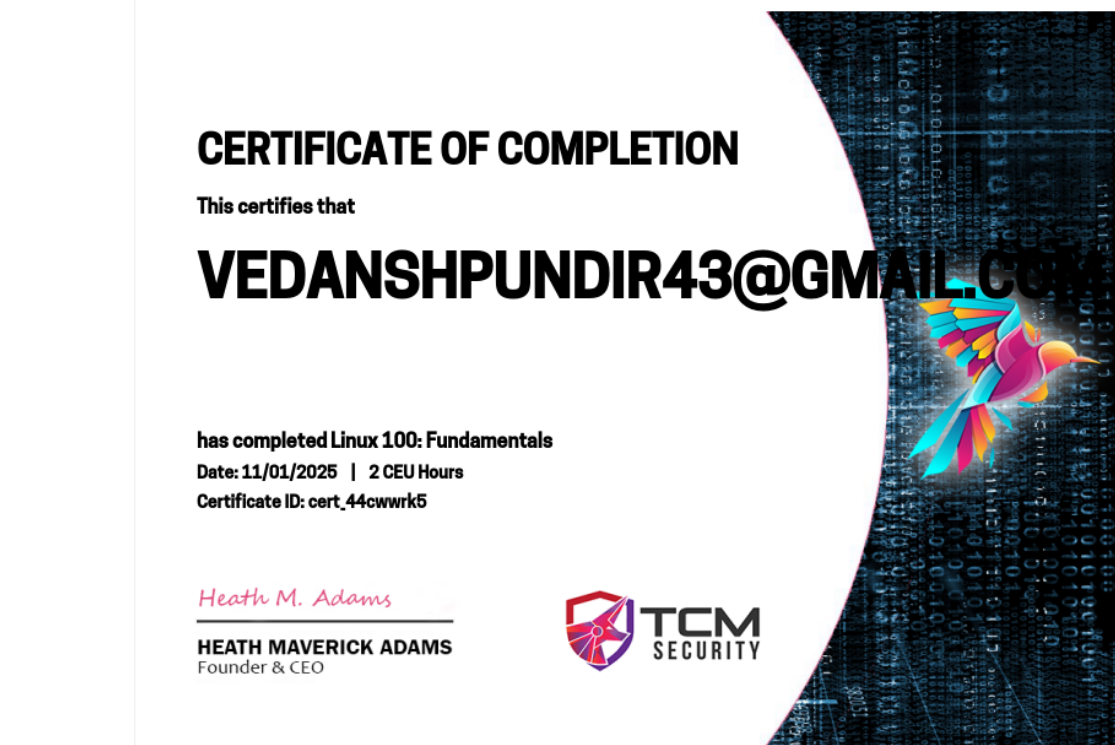 CERTIFICATE OF COMPLETION
This certifies that
VEDANSHPUNDIR43@GMAIL.COM
has completed Linux 100: Fundamentals
Date: 11/01/2025 | 2 CEU Hours
Certificate ID: cert_44cwwrk5
Heath M. Adams
HEATH MAVERICK ADAMS
Founder & CEO
TCM
SECURITY